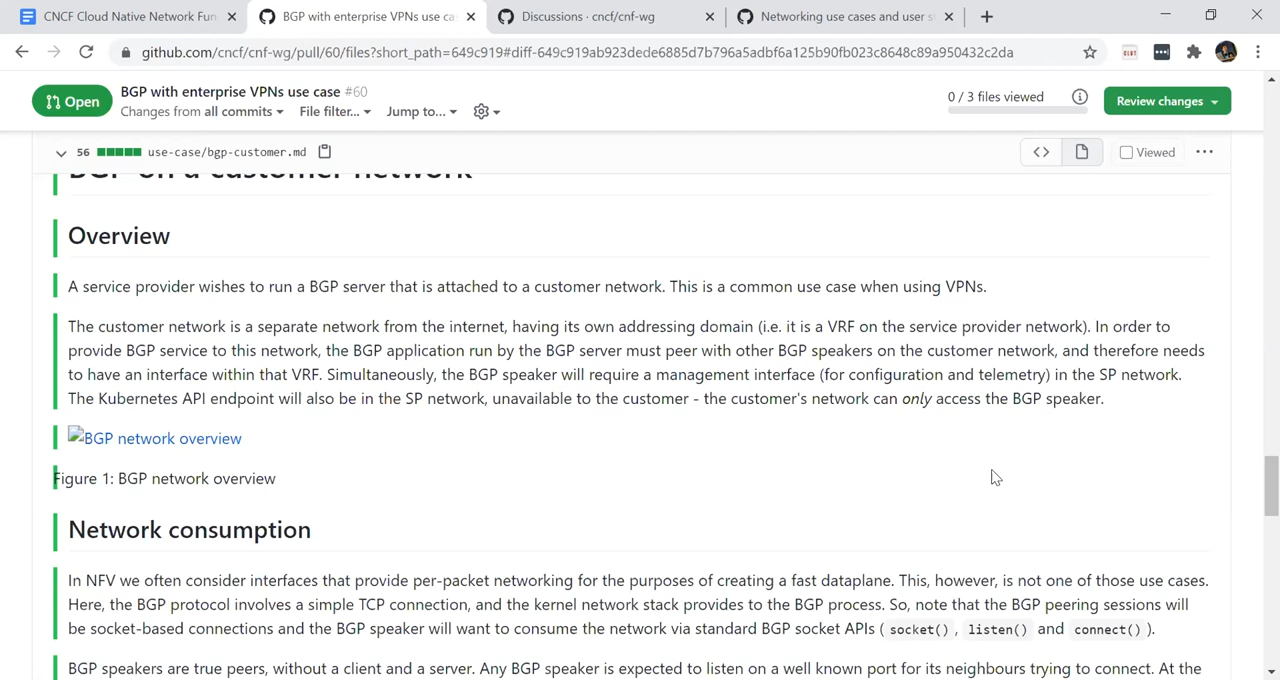 CNCF Cloud Native Network Fun
BGP with enterprise VPNs use ca
Discussions · cncf/cnf-wg
Networking use cases and user s
github.com/cncf/cnf-wg/pull/60/files?short_path=649c919#diff-649c919ab923dede6885d7b796a5adbf6a125b90fb023c8648c89a950432c2da
Open
BGP with enterprise VPNs use case #60
Changes from all commits
File filter...
Jump to...
0 / 3 files viewed
Review changes
56
use-case/bgp-customer.md
Viewed
BGP on a customer network
Overview
A service provider wishes to run a BGP server that is attached to a customer network. This is a common use case when using VPNs.
The customer network is a separate network from the internet, having its own addressing domain (i.e. it is a VRF on the service provider network). In order to
provide BGP service to this network, the BGP application run by the BGP server must peer with other BGP speakers on the customer network, and therefore needs
to have an interface within that VRF. Simultaneously, the BGP speaker will require a management interface (for configuration and telemetry) in the SP network.
The Kubernetes API endpoint will also be in the SP network, unavailable to the customer - the customer's network can only access the BGP speaker.
BGP network overview
Figure 1: BGP network overview
Network consumption
In NFV we often consider interfaces that provide per-packet networking for the purposes of creating a fast dataplane. This, however, is not one of those use cases.
Here, the BGP protocol involves a simple TCP connection, and the kernel network stack provides to the BGP process. So, note that the BGP peering sessions will
be socket-based connections and the BGP speaker will want to consume the network via standard BGP socket APIs ( socket() , listen() and connect() ).
BGP speakers are true peers, without a client and a server. Any BGP speaker is expected to listen on a well known port for its neighbours trying to connect. At the